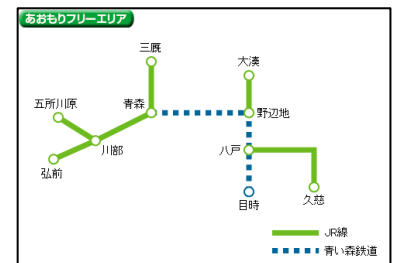 あおもりフリーエリア
三厩
大湊
五所川原
青森
野辺地
川部
八戸
弘前
目時
久慈
JR線
青い森鉄道